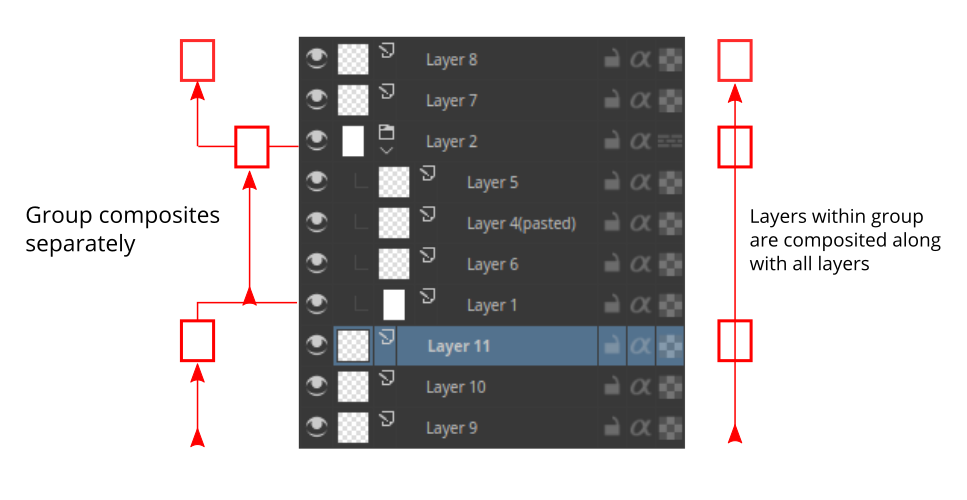 Layer 8
Layer 7
Layer 2
Layer 5
Layer 4(pasted)
Layer 6
Layer 1
Layer 11
Layer 10
Layer 9
Group composites
separately
Layers within group
are composited along
with all layers